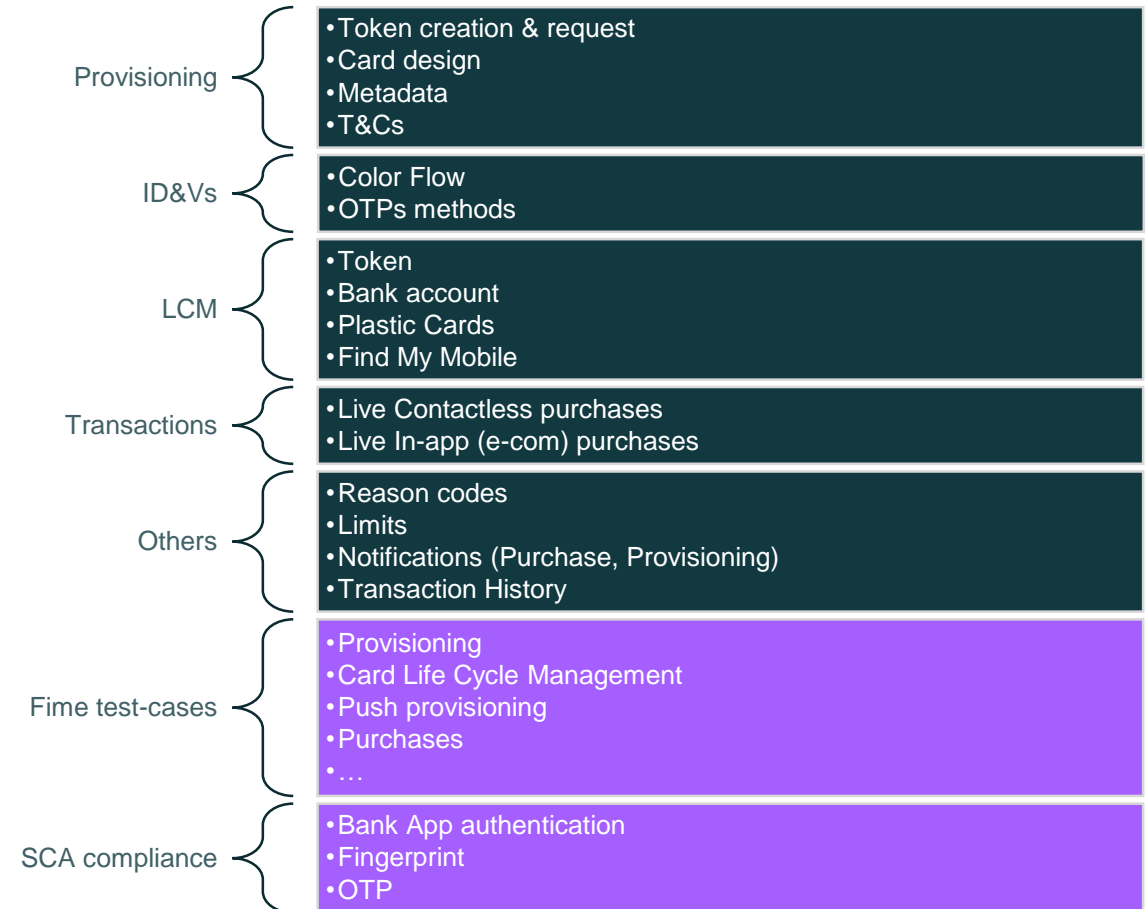 Provisioning
•Token creation & request
•Card design
•Metadata
•T&Cs
ID&Vs
•Color Flow
•OTPs methods
LCM
•Token
•Bank account
•Plastic Cards
•Find My Mobile
Transactions
•Live Contactless purchases
•Live In-app (e-com) purchases
Others
•Reason codes
•Limits
•Notifications (Purchase, Provisioning)
•Transaction History
Fime test-cases
•Provisioning
•Card Life Cycle Management
•Push provisioning
•Purchases
•…
SCA compliance
•Bank App authentication
•Fingerprint
•OTP